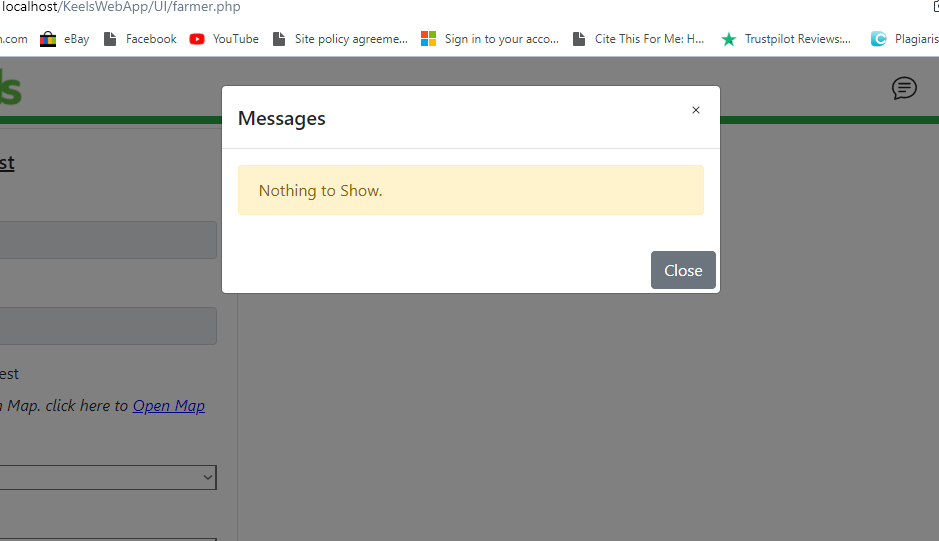 localhost/KeelsWebApp/UI/farmer.php
n.com eBay Facebook YouTube Site policy agreeme... Sign in to your acco... Cite This For Me: H... Trustpilot Reviews:... Plagiaris
ls
Messages ×
st
Nothing to Show.
Close
est
n Map. click here to Open Map